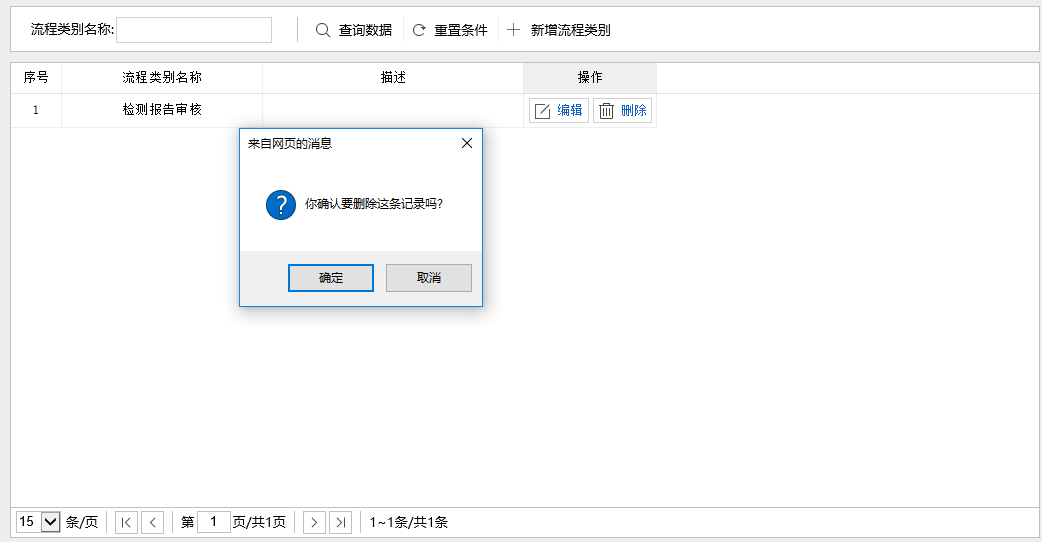 流程类别名称: 查询数据 重置条件 新增流程类别
序号 流程类别名称 描述 操作
1 检测报告审核 编辑 删除
来自网页的消息
你确认要删除这条记录吗?
确定 取消
15 条/页 第 1 页/共1页 1~1条/共1条